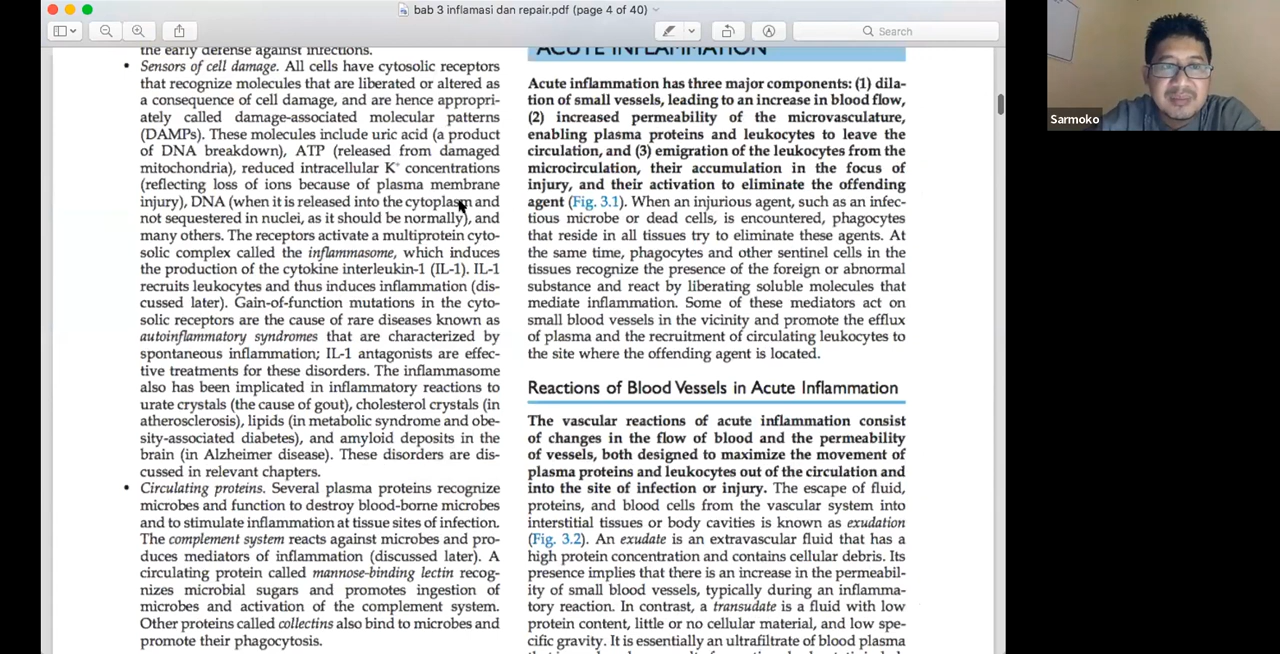 bab 3 inflamasi dan repair.pdf (page 4 of 40)
Search
Sarmoko
the early defense against infections.
• Sensors of cell damage. All cells have cytosolic receptors
that recognize molecules that are liberated or altered as
a consequence of cell damage, and are hence appropri-
ately called damage-associated molecular patterns
(DAMPs). These molecules include uric acid (a product
of DNA breakdown), ATP (released from damaged
mitochondria), reduced intracellular K+ concentrations
(reflecting loss of ions because of plasma membrane
injury), DNA (when it is released into the cytoplasm and
not sequestered in nuclei, as it should be normally), and
many others. The receptors activate a multiprotein cyto-
solic complex called the inflammasome, which induces
the production of the cytokine interleukin-1 (IL-1). IL-1
recruits leukocytes and thus induces inflammation (dis-
cussed later). Gain-of-function mutations in the cyto-
solic receptors are the cause of rare diseases known as
autoinflammatory syndromes that are characterized by
spontaneous inflammation; IL-1 antagonists are effec-
tive treatments for these disorders. The inflammasome
also has been implicated in inflammatory reactions to
urate crystals (the cause of gout), cholesterol crystals (in
atherosclerosis), lipids (in metabolic syndrome and obe-
sity-associated diabetes), and amyloid deposits in the
brain (in Alzheimer disease). These disorders are dis-
cussed in relevant chapters.
• Circulating proteins. Several plasma proteins recognize
microbes and function to destroy blood-borne microbes
and to stimulate inflammation at tissue sites of infection.
The complement system reacts against microbes and pro-
duces mediators of inflammation (discussed later). A
circulating protein called mannose-binding lectin recog-
nizes microbial sugars and promotes ingestion of
microbes and activation of the complement system.
Other proteins called collectins also bind to microbes and
promote their phagocytosis.
ACUTE INFLAMMATION
Acute inflammation has three major components: (1) dila-
tion of small vessels, leading to an increase in blood flow,
(2) increased permeability of the microvasculature,
enabling plasma proteins and leukocytes to leave the
circulation, and (3) emigration of the leukocytes from the
microcirculation, their accumulation in the focus of
injury, and their activation to eliminate the offending
agent (Fig. 3.1). When an injurious agent, such as an infec-
tious microbe or dead cells, is encountered, phagocytes
that reside in all tissues try to eliminate these agents. At
the same time, phagocytes and other sentinel cells in the
tissues recognize the presence of the foreign or abnormal
substance and react by liberating soluble molecules that
mediate inflammation. Some of these mediators act on
small blood vessels in the vicinity and promote the efflux
of plasma and the recruitment of circulating leukocytes to
the site where the offending agent is located.
Reactions of Blood Vessels in Acute Inflammation
The vascular reactions of acute inflammation consist
of changes in the flow of blood and the permeability
of vessels, both designed to maximize the movement of
plasma proteins and leukocytes out of the circulation and
into the site of infection or injury. The escape of fluid,
proteins, and blood cells from the vascular system into
interstitial tissues or body cavities is known as exudation
(Fig. 3.2). An exudate is an extravascular fluid that has a
high protein concentration and contains cellular debris. Its
presence implies that there is an increase in the permeabil-
ity of small blood vessels, typically during an inflamma-
tory reaction. In contrast, a transudate is a fluid with low
protein content, little or no cellular material, and low spe-
cific gravity. It is essentially an ultrafiltrate of blood plasma